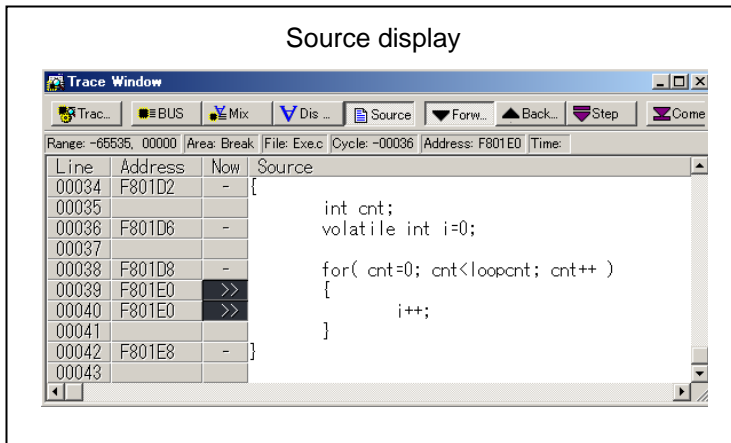 Source display
Trace Window
Trac... BUS Mix Dis ... Source Forw... Back... Step Come
Range: -65535, 00000 Area: Break File: Exe.c Cycle: -00036 Address: F801E0 Time:
Line Address Now Source
00034 F801D2 - {
00035 int cnt;
00036 F801D6 - volatile int i=0;
00037
00038 F801D8 - for( cnt=0; cnt<loopcnt; cnt++ )
00039 F801E0 >> {
00040 F801E0 >> i++;
00041 }
00042 F801E8 - }
00043